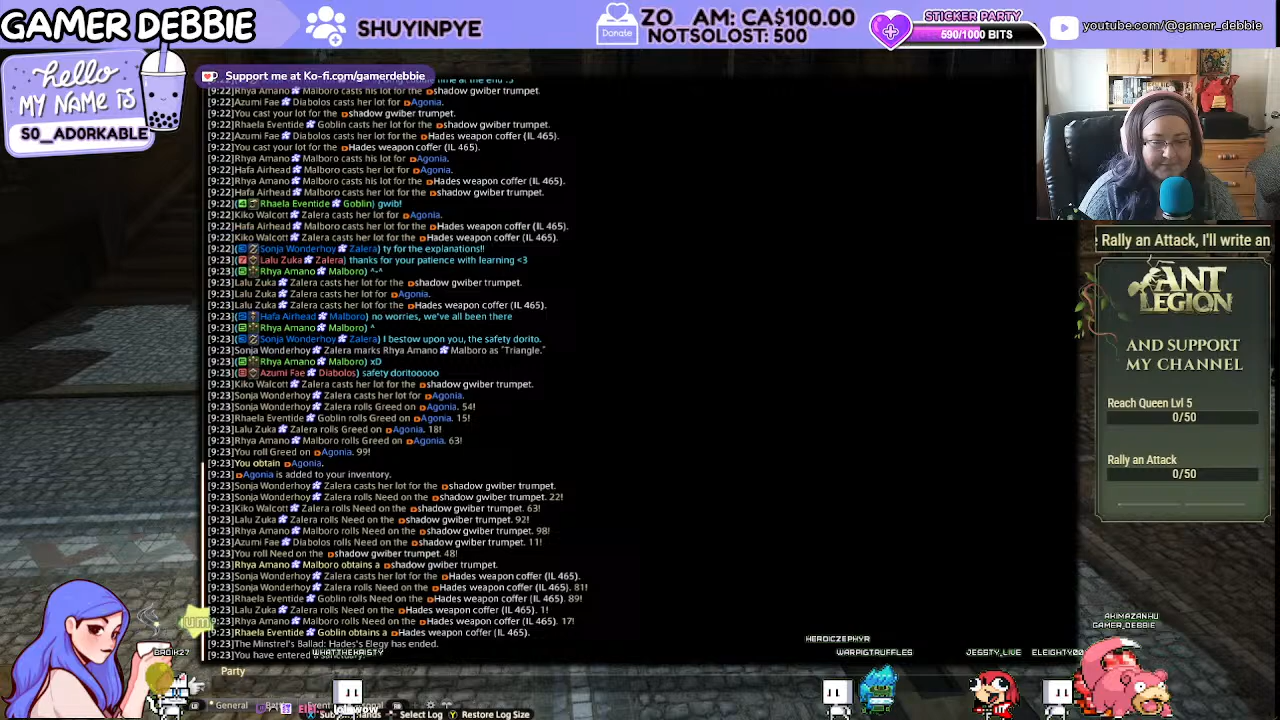 GAMER DEBBIE
SHUYINPYE
Donate
ZO__AM: CA$100.00
NOTSOLOST: 500
STICKER PARTY
590/1000 BITS
youtube.com/@gamer_debbie
hello
MY NAME IS
SO__ADORKABLE
Support me at Ko-fi.com/gamerdebbie
[9:22]Rhya Amano Malboro casts his lot for the shadow gwiber trumpet.
[9:22]Azumi Fae Diabolos casts her lot for Agonia.
[9:22]You cast your lot for the shadow gwiber trumpet.
[9:22]Rhaela Eventide Goblin casts her lot for the shadow gwiber trumpet.
[9:22]Azumi Fae Diabolos casts her lot for the Hades weapon coffer (IL 465).
[9:22]You cast your lot for the Hades weapon coffer (IL 465).
[9:22]Rhya Amano Malboro casts his lot for Agonia.
[9:22]Hafa Airhead Malboro casts her lot for Agonia.
[9:22]Rhya Amano Malboro casts his lot for the Hades weapon coffer (IL 465).
[9:22]Hafa Airhead Malboro casts her lot for the shadow gwiber trumpet.
[9:22](Rhaela Eventide Goblin) gwib!
[9:22]Kiko Walcott Zalera casts her lot for Agonia.
[9:22]Hafa Airhead Malboro casts her lot for the Hades weapon coffer (IL 465).
[9:22]Kiko Walcott Zalera casts her lot for the Hades weapon coffer (IL 465).
[9:22](Sonja Wonderhoy Zalera) ty for the explanations!!
[9:23](Lalu Zuka Zalera) thanks for your patience with learning <3
[9:23](Rhya Amano Malboro) ^-^
[9:23]Lalu Zuka Zalera casts her lot for the shadow gwiber trumpet.
[9:23]Lalu Zuka Zalera casts her lot for Agonia.
[9:23]Lalu Zuka Zalera casts her lot for the Hades weapon coffer (IL 465).
[9:23](Hafa Airhead Malboro) no worries, we've all been there
[9:23](Rhya Amano Malboro) ^
[9:23](Sonja Wonderhoy Zalera) I bestow upon you, the safety dorito.
[9:23]Sonja Wonderhoy Zalera marks Rhya Amano Malboro as "Triangle."
[9:23](Rhya Amano Malboro) xD
[9:23](Azumi Fae Diabolos) safety doritooooo
[9:23]Kiko Walcott Zalera casts her lot for the shadow gwiber trumpet.
[9:23]Sonja Wonderhoy Zalera casts her lot for Agonia.
[9:23]Sonja Wonderhoy Zalera rolls Greed on Agonia. 54!
[9:23]Rhaela Eventide Goblin rolls Greed on Agonia. 15!
[9:23]Lalu Zuka Zalera rolls Greed on Agonia. 18!
[9:23]Rhya Amano Malboro rolls Greed on Agonia. 63!
[9:23]You roll Greed on Agonia. 99!
[9:23]You obtain Agonia.
[9:23]Agonia is added to your inventory.
[9:23]Sonja Wonderhoy Zalera casts her lot for the shadow gwiber trumpet.
[9:23]Sonja Wonderhoy Zalera rolls Need on the shadow gwiber trumpet. 22!
[9:23]Kiko Walcott Zalera rolls Need on the shadow gwiber trumpet. 63!
[9:23]Lalu Zuka Zalera rolls Need on the shadow gwiber trumpet. 92!
[9:23]Rhya Amano Malboro rolls Need on the shadow gwiber trumpet. 98!
[9:23]Azumi Fae Diabolos rolls Need on the shadow gwiber trumpet. 11!
[9:23]You roll Need on the shadow gwiber trumpet. 48!
[9:23]Rhya Amano Malboro obtains a shadow gwiber trumpet.
[9:23]Sonja Wonderhoy Zalera casts her lot for the Hades weapon coffer (IL 465).
[9:23]Sonja Wonderhoy Zalera rolls Need on the Hades weapon coffer (IL 465). 81!
[9:23]Rhaela Eventide Goblin rolls Need on the Hades weapon coffer (IL 465). 89!
[9:23]Lalu Zuka Zalera rolls Need on the Hades weapon coffer (IL 465). 1!
[9:23]Rhya Amano Malboro rolls Need on the Hades weapon coffer (IL 465). 17!
[9:23]Rhaela Eventide Goblin obtains a Hades weapon coffer (IL 465).
[9:23]The Minstrel's Ballad: Hades's Elegy has ended.
[9:23]You have entered a sanctuary.
Party
General
Select Log
Restore Log Size
Rally an Attack, I'll write an
ANT
LEGION
AND SUPPORT
MY CHANNEL
Reach Queen Lvl 5
0/50
Rally an Attack
0/50
um
WHATTHEHAISTY
HEROICZEPHYR
WARPIGTRUFFLES
JESSTY_LIVE
ELEIGHTY00
AHIMAZANHU
GAMER_DEBBIE